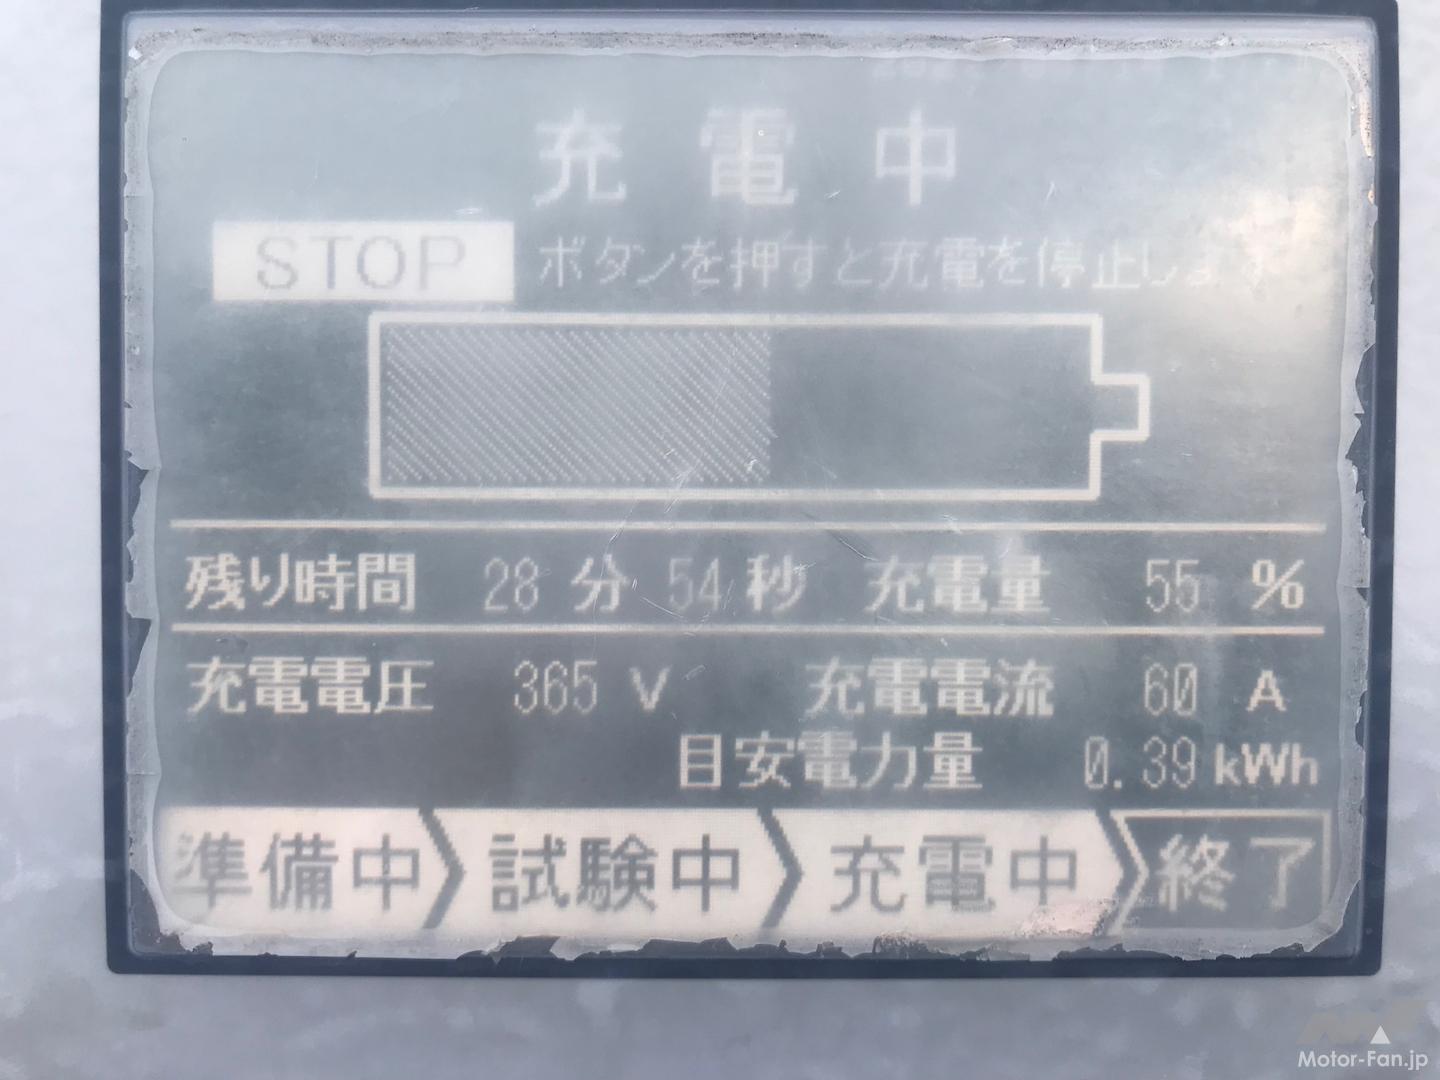 充電中
STOP ボタンを押すと充電を停止します
残り時間 28 分 54 秒 充電量 55 %
充電電圧 365 V 充電電流 60 A
目安電力量 0.39 kWh
準備中 試験中 充電中 終了
Motor-Fan.jp